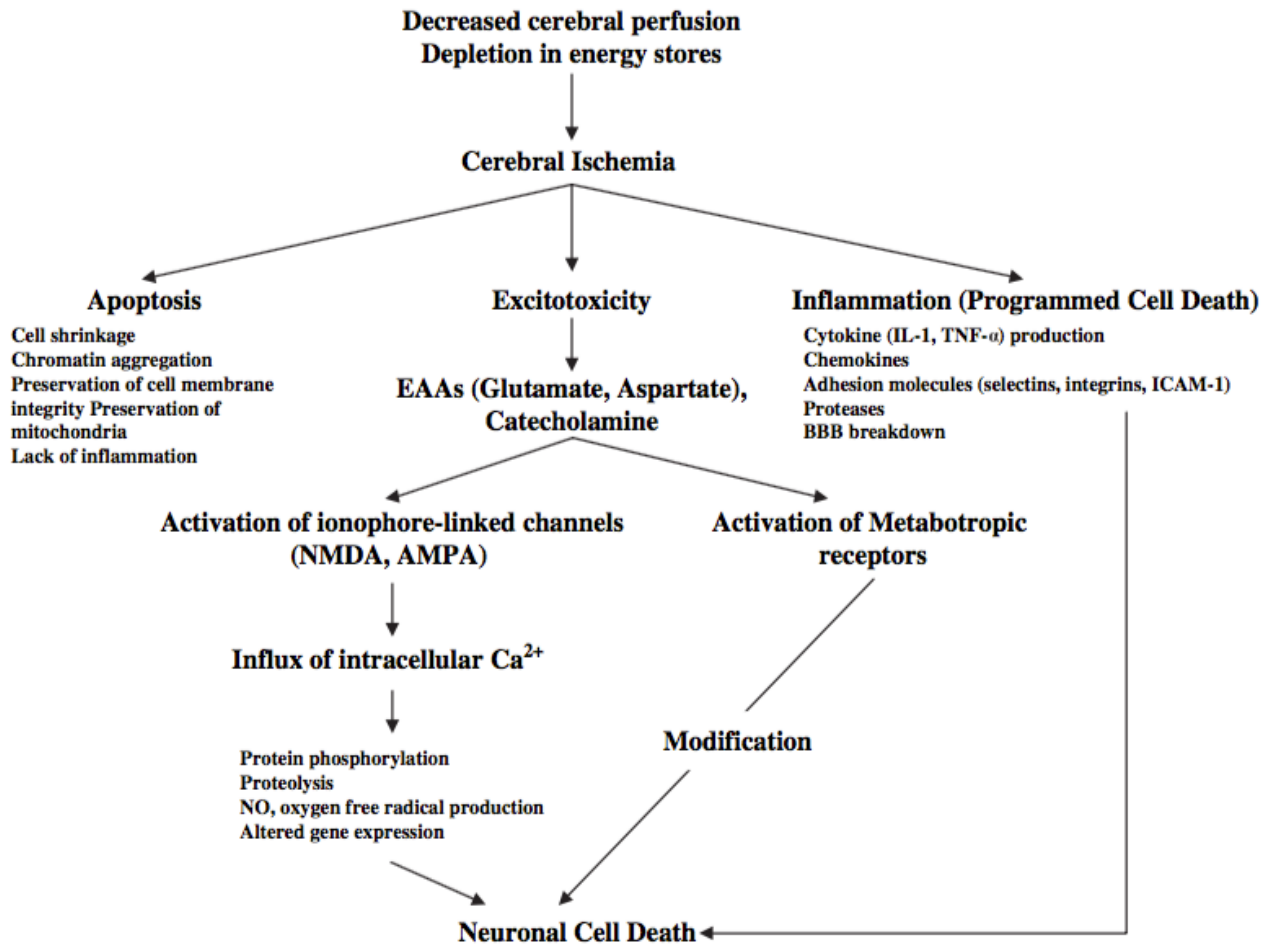 Decreased cerebral perfusion
Depletion in energy stores
Cerebral Ischemia
Apoptosis
Cell shrinkage
Chromatin aggregation
Preservation of cell membrane
integrity Preservation of
mitochondria
Lack of inflammation
Excitotoxicity
EAAs (Glutamate, Aspartate),
Catecholamine
Inflammation (Programmed Cell Death)
Cytokine (IL-1, TNF-α) production
Chemokines
Adhesion molecules (selectins, integrins, ICAM-1)
Proteases
BBB breakdown
Activation of ionophore-linked channels
(NMDA, AMPA)
Activation of Metabotropic
receptors
Influx of intracellular Ca²⁺
Protein phosphorylation
Proteolysis
NO, oxygen free radical production
Altered gene expression
Modification
Neuronal Cell Death